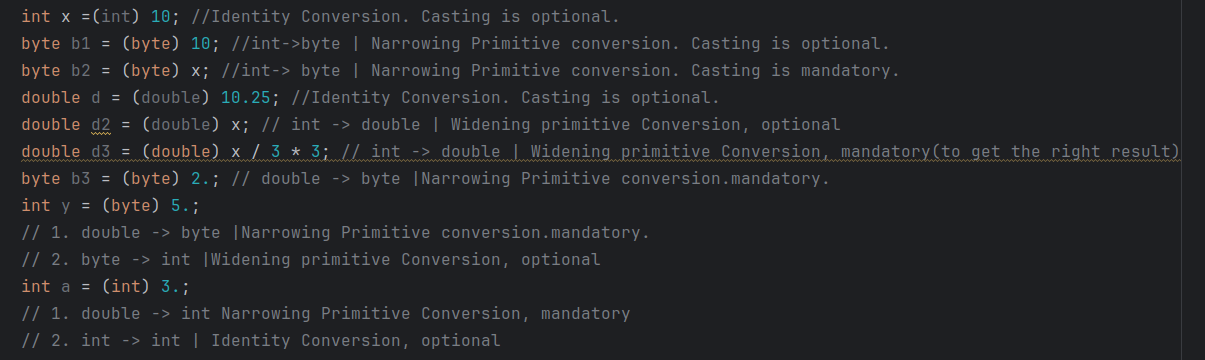 int x =(int) 10; //Identity Conversion. Casting is optional.
byte b1 = (byte) 10; //int->byte | Narrowing Primitive conversion. Casting is optional.
byte b2 = (byte) x; //int-> byte | Narrowing Primitive conversion. Casting is mandatory.
double d = (double) 10.25; //Identity Conversion. Casting is optional.
double d2 = (double) x; // int -> double | Widening primitive Conversion, optional
double d3 = (double) x / 3 * 3; // int -> double | Widening primitive Conversion, mandatory(to get the right result)
byte b3 = (byte) 2.; // double -> byte |Narrowing Primitive conversion.mandatory.
int y = (byte) 5.;
// 1. double -> byte |Narrowing Primitive conversion.mandatory.
// 2. byte -> int |Widening primitive Conversion, optional
int a = (int) 3.;
// 1. double -> int Narrowing Primitive Conversion, mandatory
// 2. int -> int | Identity Conversion, optional